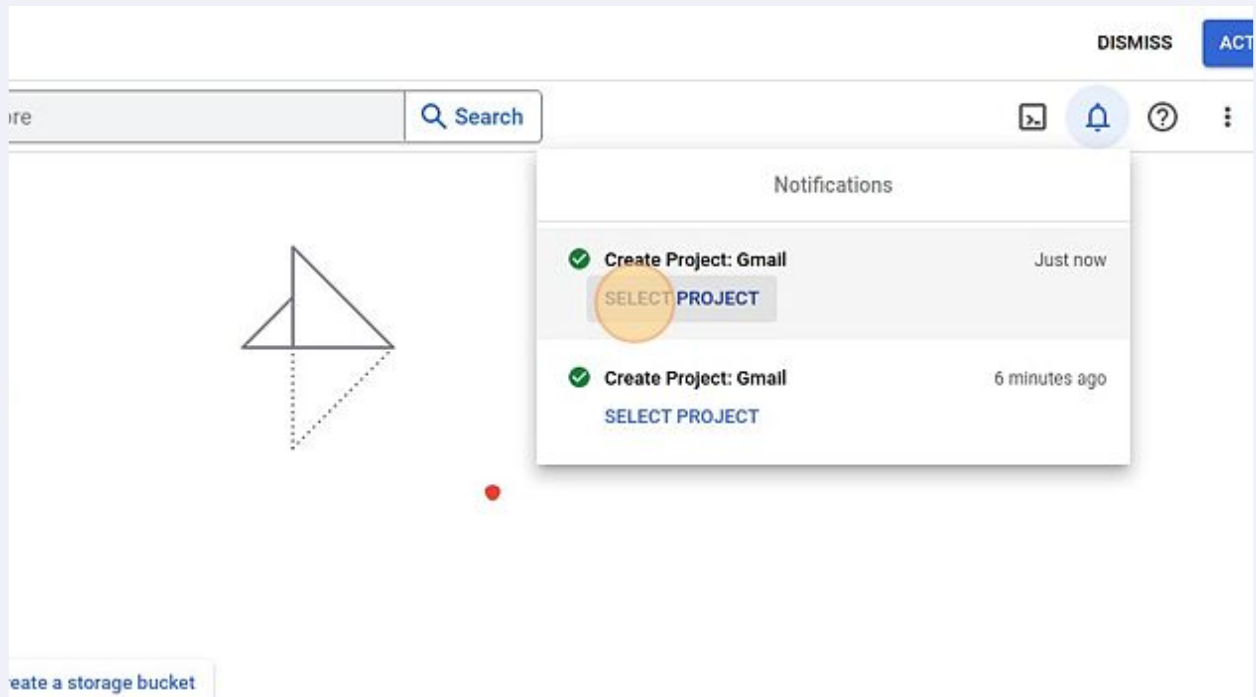 DISMISS
ACT
ore
Search
Notifications
Create Project: Gmail Just now
SELECT PROJECT
Create Project: Gmail 6 minutes ago
SELECT PROJECT
eate a storage bucket